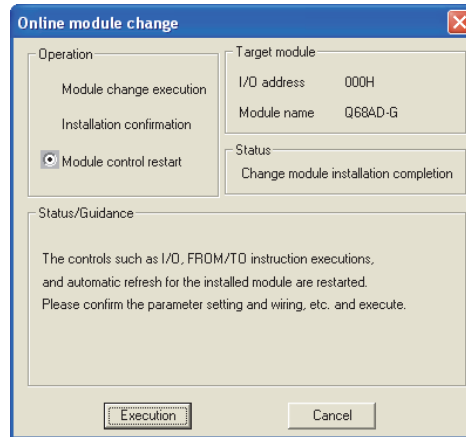 Online module change
Operation
Module change execution
Installation confirmation
Module control restart
Target module
I/O address 000H
Module name Q68AD-G
Status
Change module installation completion
Status/Guidance
The controls such as I/O, FROM/TO instruction executions,
and automatic refresh for the installed module are restarted.
Please confirm the parameter setting and wiring, etc. and execute.
Execution
Cancel